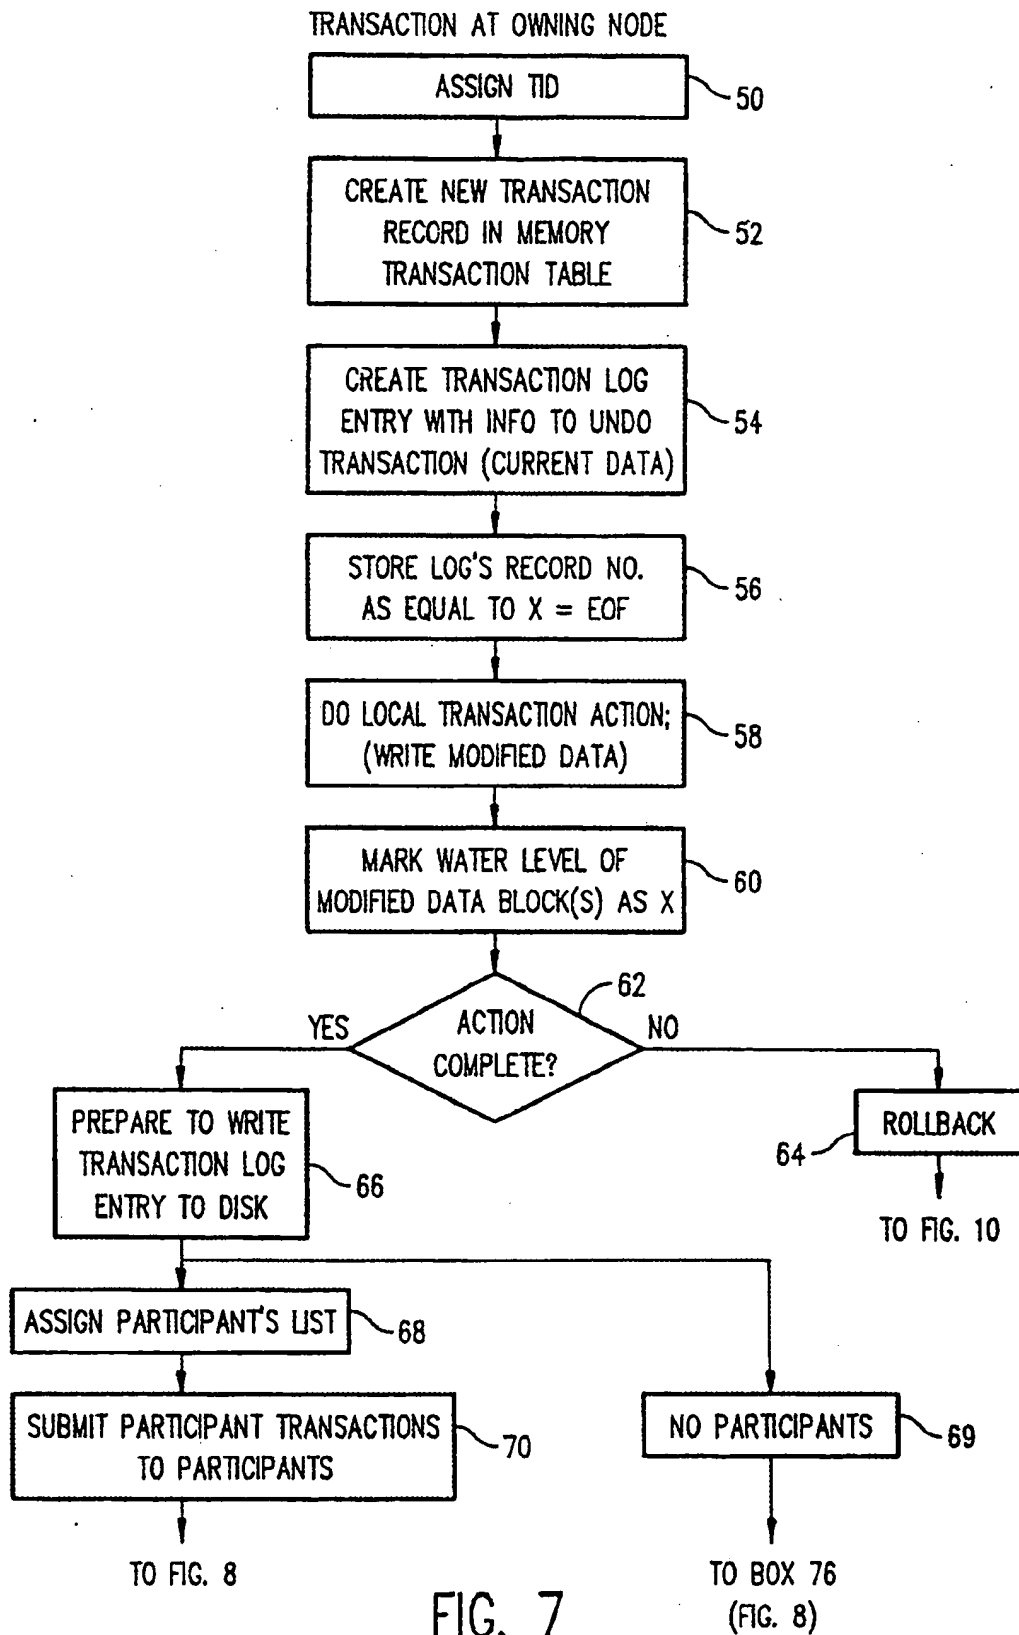 TRANSACTION AT OWNING NODE
ASSIGN TID
50
CREATE NEW TRANSACTION
RECORD IN MEMORY
TRANSACTION TABLE
52
CREATE TRANSACTION LOG
ENTRY WITH INFO TO UNDO
TRANSACTION (CURRENT DATA)
54
STORE LOG'S RECORD NO.
AS EQUAL TO X = EOF
56
DO LOCAL TRANSACTION ACTION;
(WRITE MODIFIED DATA)
58
MARK WATER LEVEL OF
MODIFIED DATA BLOCK(S) AS X
60
62
YES
ACTION
COMPLETE?
NO
PREPARE TO WRITE
TRANSACTION LOG
ENTRY TO DISK
66
ROLLBACK
64
TO FIG. 10
ASSIGN PARTICIPANT'S LIST
68
SUBMIT PARTICIPANT TRANSACTIONS
TO PARTICIPANTS
70
NO PARTICIPANTS
69
TO FIG. 8
TO BOX 76
(FIG. 8)
FIG. 7